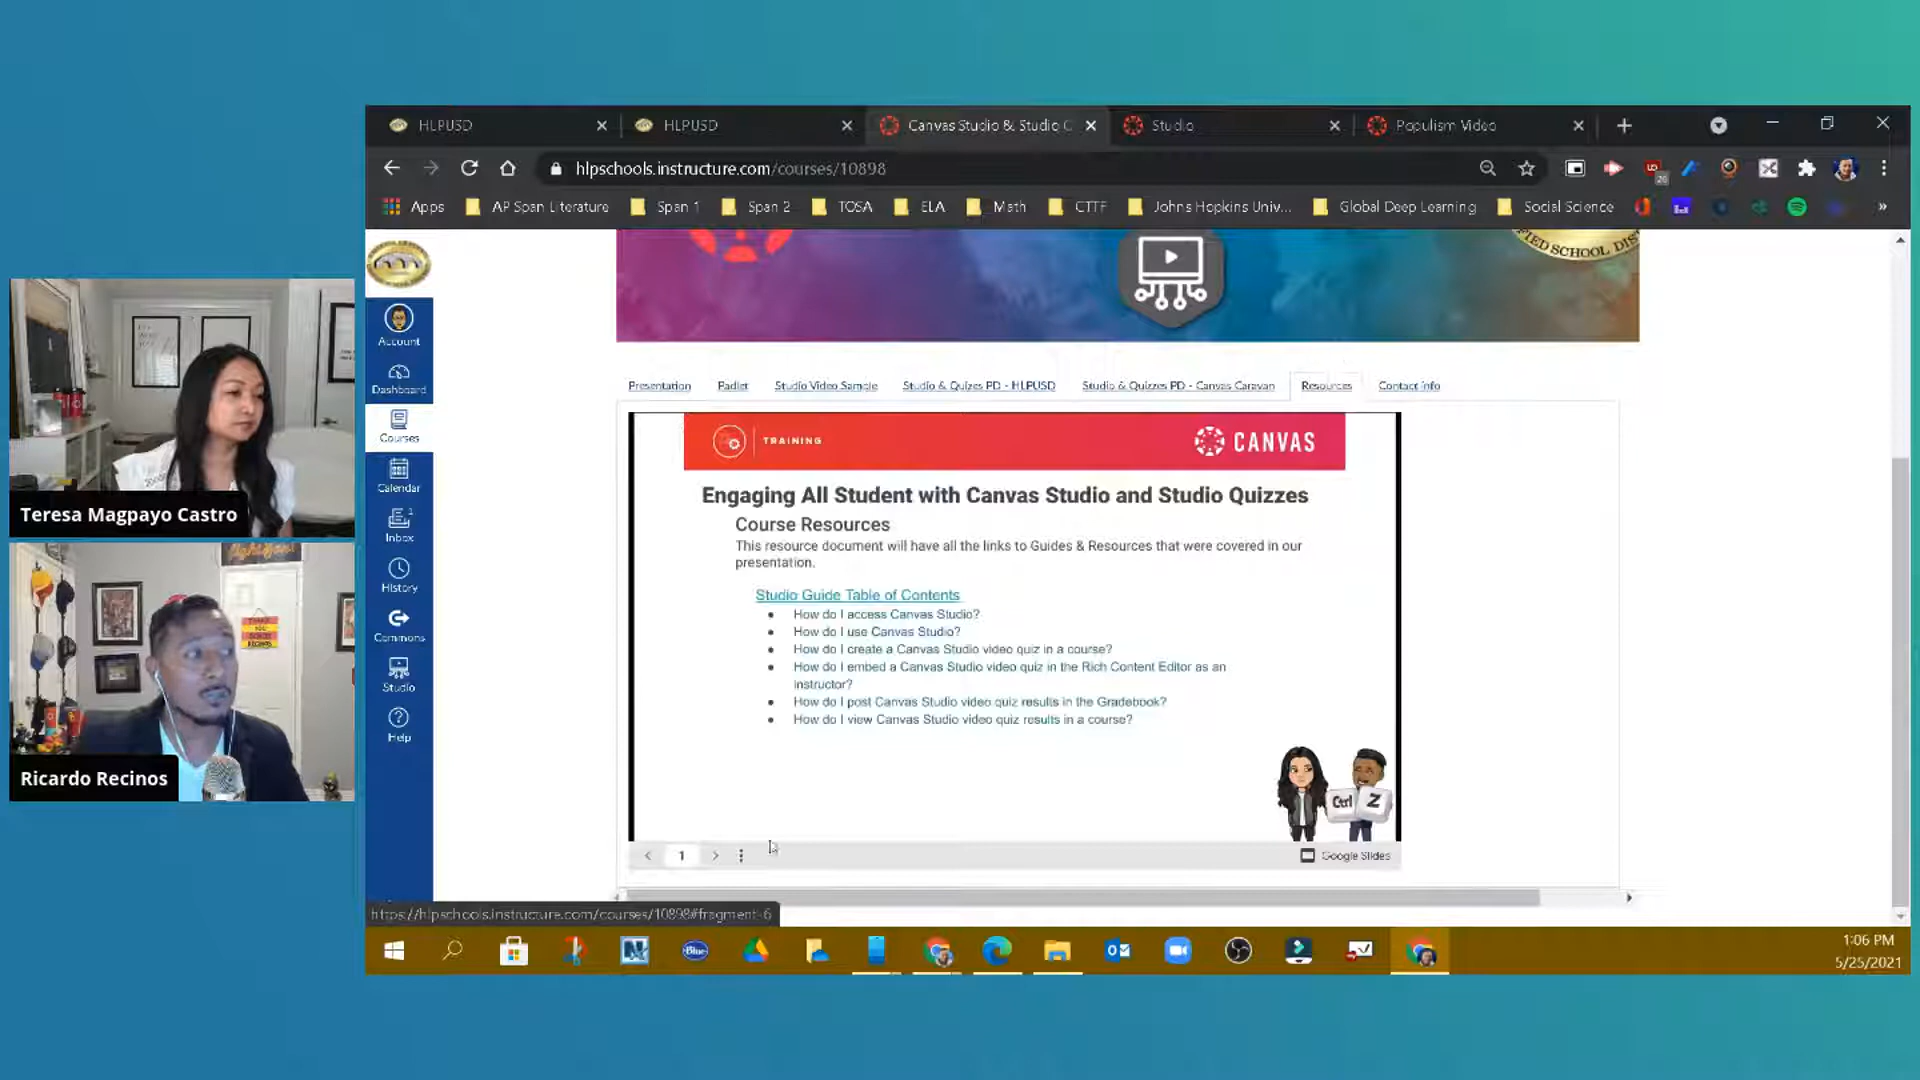 HLPUSD
HLPUSD
Canvas Studio & Studio C
Studio
Populism Video
hlpschools.instructure.com/courses/10898
Apps
AP Span Literature
Span 1
Span 2
TOSA
ELA
Math
CTTF
Johns Hopkins Univ...
Global Deep Learning
Social Science
FIED SCHOOL DIS
Account
Dashboard
Courses
Calendar
Inbox
History
Commons
Studio
Help
Presentation
Padlet
Studio Video Sample
Studio & Quizes PD - HLPUSD
Studio & Quizzes PD - Canvas Caravan
Resources
Contact Info
TRAINING
CANVAS
Engaging All Student with Canvas Studio and Studio Quizzes
Course Resources
This resource document will have all the links to Guides & Resources that were covered in our
presentation.
Studio Guide Table of Contents
How do I access Canvas Studio?
How do I use Canvas Studio?
How do I create a Canvas Studio video quiz in a course?
How do I embed a Canvas Studio video quiz in the Rich Content Editor as an
instructor?
How do I post Canvas Studio video quiz results in the Gradebook?
How do I view Canvas Studio video quiz results in a course?
Ctrl Z
1
Google Slides
https://hlpschools.instructure.com/courses/10898#fragment-6
Blue
1:06 PM
5/25/2021
Teresa Magpayo Castro
Ricardo Recinos